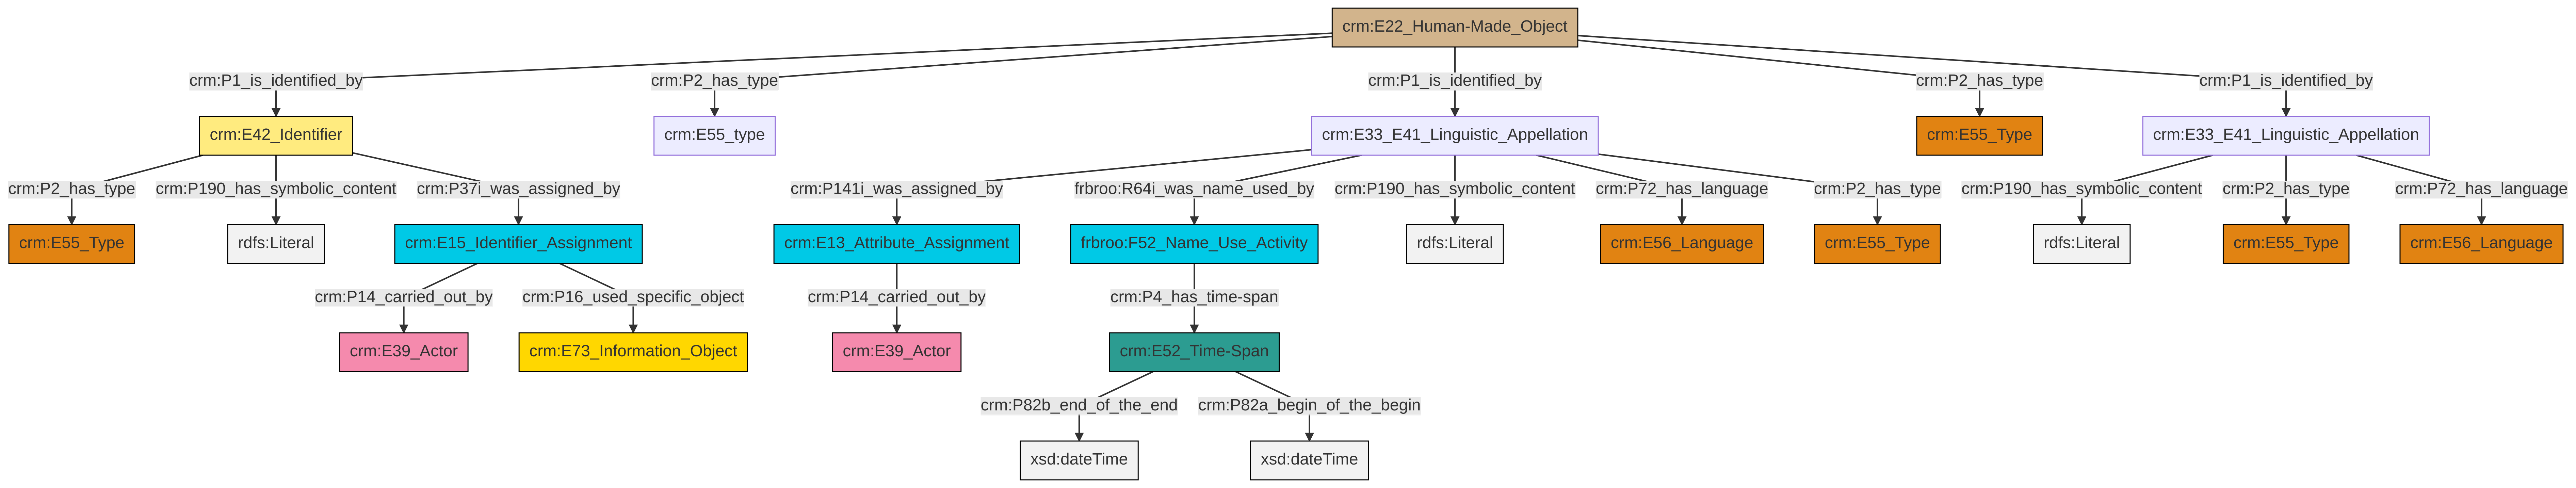 crm:E22_Human-Made_Object
crm:P1_is_identified_by
crm:P2_has_type
crm:P1_is_identified_by
crm:P2_has_type
crm:P1_is_identified_by
crm:E42_Identifier
crm:E55_type
crm:E33_E41_Linguistic_Appellation
crm:E55_Type
crm:E33_E41_Linguistic_Appellation
crm:P2_has_type
crm:P190_has_symbolic_content
crm:P37i_was_assigned_by
crm:P141i_was_assigned_by
frbroo:R64i_was_name_used_by
crm:P190_has_symbolic_content
crm:P72_has_language
crm:P2_has_type
crm:P190_has_symbolic_content
crm:P2_has_type
crm:P72_has_language
crm:E55_Type
rdfs:Literal
crm:E15_Identifier_Assignment
crm:E13_Attribute_Assignment
frbroo:F52_Name_Use_Activity
rdfs:Literal
crm:E56_Language
crm:E55_Type
rdfs:Literal
crm:E55_Type
crm:E56_Language
crm:P14_carried_out_by
crm:P16_used_specific_object
crm:P14_carried_out_by
crm:P4_has_time-span
crm:E39_Actor
crm:E73_Information_Object
crm:E39_Actor
crm:E52_Time-Span
crm:P82b_end_of_the_end
crm:P82a_begin_of_the_begin
xsd:dateTime
xsd:dateTime